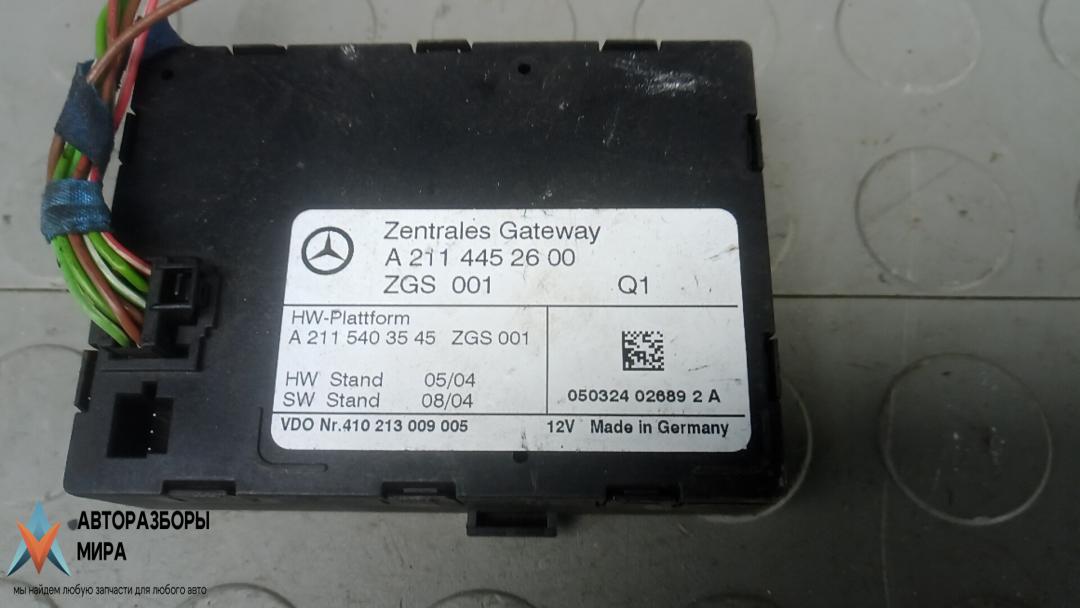 Zentrales Gateway
A 211 445 26 00
ZGS 001 Q1
HW-Plattform
A 211 540 35 45 ZGS 001
HW Stand 05/04
SW Stand 08/04
050324 02689 2 A
VDO Nr.410 213 009 005 12V Made in Germany
АВТОРАЗБОРЫ
МИРА
мы найдем любую запчасти для любого авто